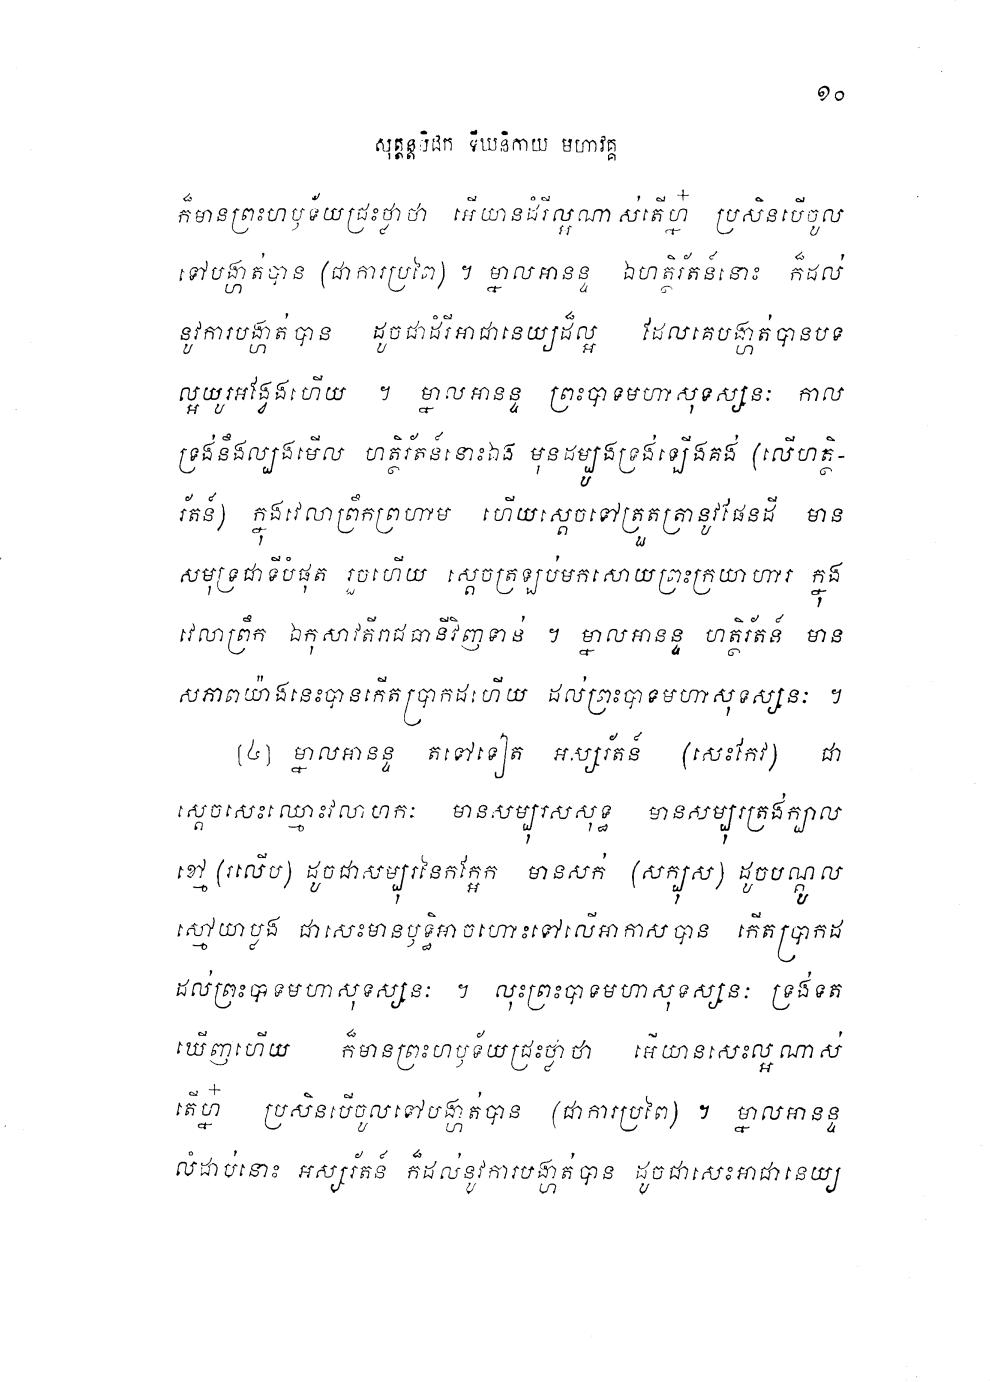 ១០
សុត្តន្តបិដក ទីឃនិកាយ មហាវគ្គ
ក៏មានព្រះហឫទ័យជ្រះថ្លាថា អើយានដំរីល្អណាស់តើហ្ន៎ ប្រសិនបើចូល
ទៅបង្ហាត់បាន (ជាការប្រពៃ) ។ ម្នាលអានន្ទ ឯហត្ថិរ័តន៍នោះ ក៏ដល់
នូវការបង្ហាត់បាន ដូចជាដំរីអាជានេយ្យដ៏ល្អ ដែលគេបង្ហាត់បានបទ
ល្អយូរអង្វែងហើយ ។ ម្នាលអានន្ទ ព្រះបាទមហាសុទស្សនៈ កាល
ទ្រង់នឹងល្បងមើល ហត្ថិរ័តន៍នោះឯង មុនដម្បូងទ្រង់ឡើងគង់ (លើហត្ថិ-
រ័តន៍) ក្នុងវេលាព្រឹកព្រហាម ហើយស្តេចទៅត្រួតត្រានូវផែនដី មាន
សមុទ្រជាទីបំផុត រួចហើយ ស្តេចត្រឡប់មកសោយព្រះក្រយាហារ ក្នុង
វេលាព្រឹក ឯកុសាវតីរាជធានីវិញទាន់ ។ ម្នាលអានន្ទ ហត្ថិរ័តន៍ មាន
សភាពយ៉ាងនេះបានកើតប្រាកដហើយ ដល់ព្រះបាទមហាសុទស្សនៈ ។
[៤] ម្នាលអានន្ទ តទៅទៀត អស្សរ័តន៍ (សេះកែវ) ជា
ស្តេចសេះឈ្មោះវលាហកៈ មានសម្បុរសសុទ្ធ មានសម្បុរត្រង់ក្បាល
ខៅ្ម (រលើប) ដូចជាសម្បុរនៃកក្អែក មានសក់ (សក្បុស) ដូចបណ្តូល
ស្មៅយាប្លង ជាសេះមានឫទ្ធិអាចហោះទៅលើអាកាសបាន កើតប្រាកដ
ដល់ព្រះបាទមហាសុទស្សនៈ ។ លុះព្រះបាទមហាសុទស្សនៈ ទ្រង់ទត
ឃើញហើយ ក៏មានព្រះហឫទ័យជ្រះថ្លាថា អើយានសេះល្អណាស់
តើហ្ន៎ ប្រសិនបើចូលទៅបង្ហាត់បាន (ជាការប្រពៃ) ។ ម្នាលអានន្ទ
លំដាប់នោះ អស្សរ័តន៍ ក៏ដល់នូវការបង្ហាត់បាន ដូចជាសេះអាជានេយ្យ